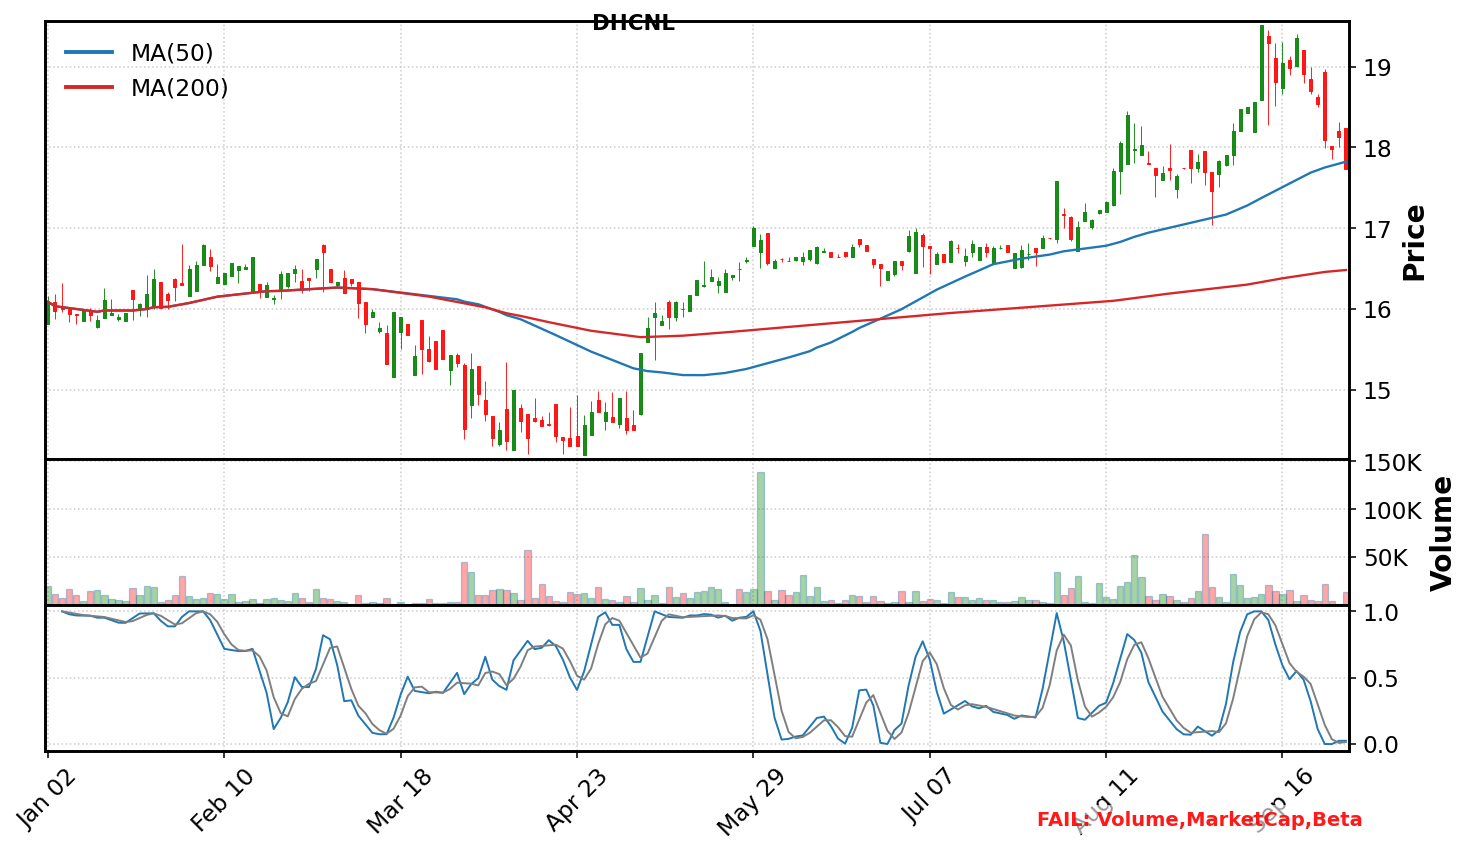 DHCNL
MA(50)
MA(200)
19
18
17
16
15
Price
150K
100K
50K
Volume
1.0
0.5
0.0
Jan 02
Feb 10
Mar 18
Apr 23
May 29
Jul 07
Aug 11
Sep 16
FAIL: Volume,MarketCap,Beta